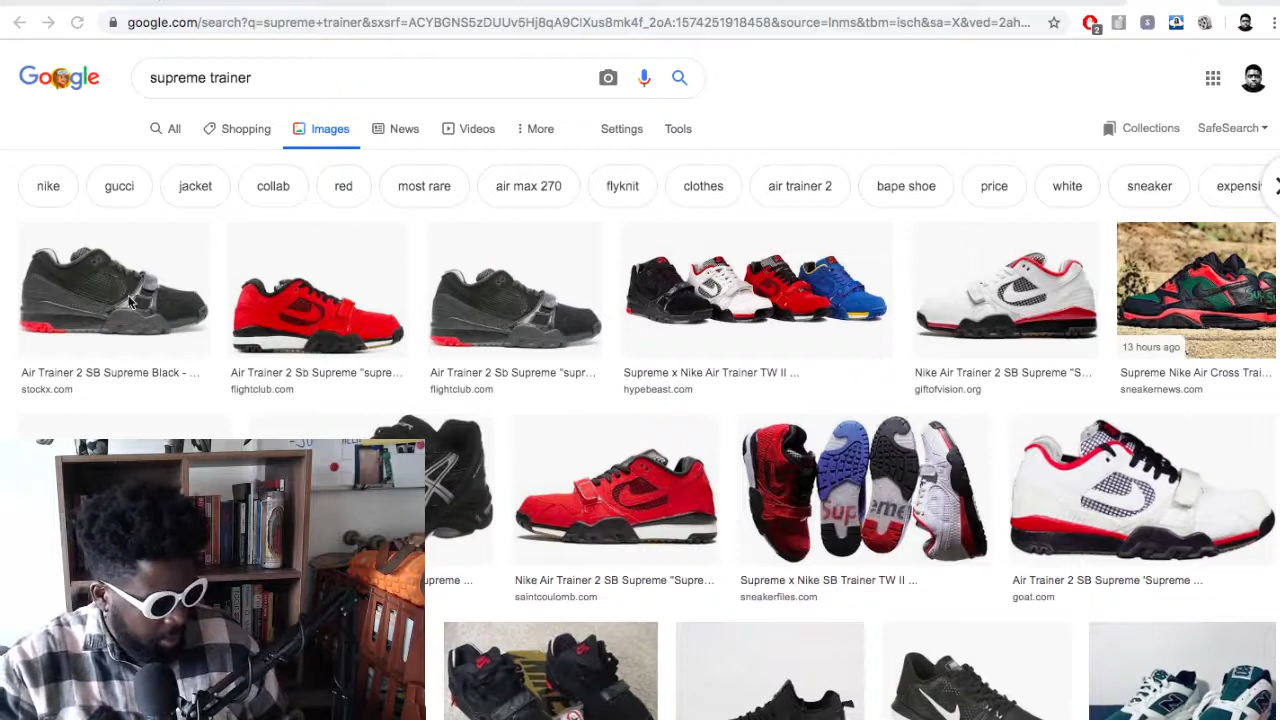 google.com/search?q=supreme+trainer&sxsrf=ACYBGNS5zDUUv5Hj8qA9ClXus8mk4f_2oA:1574251918458&source=lnms&tbm=isch&sa=X&ved=2ah...
2
Google
supreme trainer
All Shopping Images News Videos More Settings Tools
Collections SafeSearch
nike gucci jacket collab red most rare air max 270 flyknit clothes air trainer 2 bape shoe price white sneaker expensi
13 hours ago
Air Trainer 2 SB Supreme Black - ...
stockx.com
Air Trainer 2 Sb Supreme "supre...
flightclub.com
Air Trainer 2 Sb Supreme "supr...
flightclub.com
Supreme x Nike Air Trainer TW II ...
hypebeast.com
Nike Air Trainer 2 SB Supreme "S...
giftofvision.org
Supreme Nike Air Cross Trai...
sneakernews.com
Sup
eme
upreme ...
Nike Air Trainer 2 SB Supreme "Supre...
saintcoulomb.com
Supreme x Nike SB Trainer TW II ...
sneakerfiles.com
Air Trainer 2 SB Supreme 'Supreme ...
goat.com